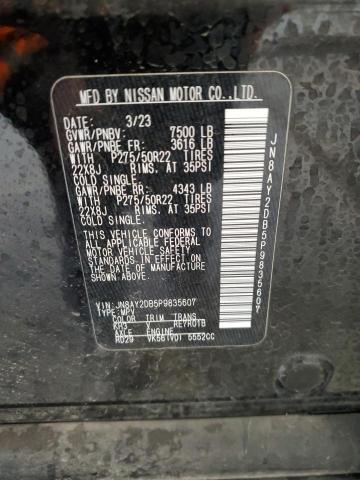 MFD BY NISSAN MOTOR CO.,LTD.
DATE: 3/23
GVWR/PNBV: 7500 LB
GAWR/PNBE FR: 3616 LB
WITH P275/50R22 TIRES
22X8J RIMS, AT 35PSI
COLD SINGLE.
GAWR/PNBE RR: 4343 LB
WITH P275/50R22 TIRES
22X8J RIMS, AT 35PSI
COLD SINGLE.
THIS VEHICLE CONFORMS TO
ALL APPLICABLE FEDERAL
MOTOR VEHICLE SAFETY
STANDARDS IN EFFECT ON
THE DATE OF MANUFACTURE
SHOWN ABOVE.
VIN: JN8AY2DB5P9835607
TYPE: MPV
COLOR TRIM TRANS
KH3 RE7R01B
AXLE ENGINE
RD29 VK56(VD) 5552CC
JN8AY2DB5P9835607